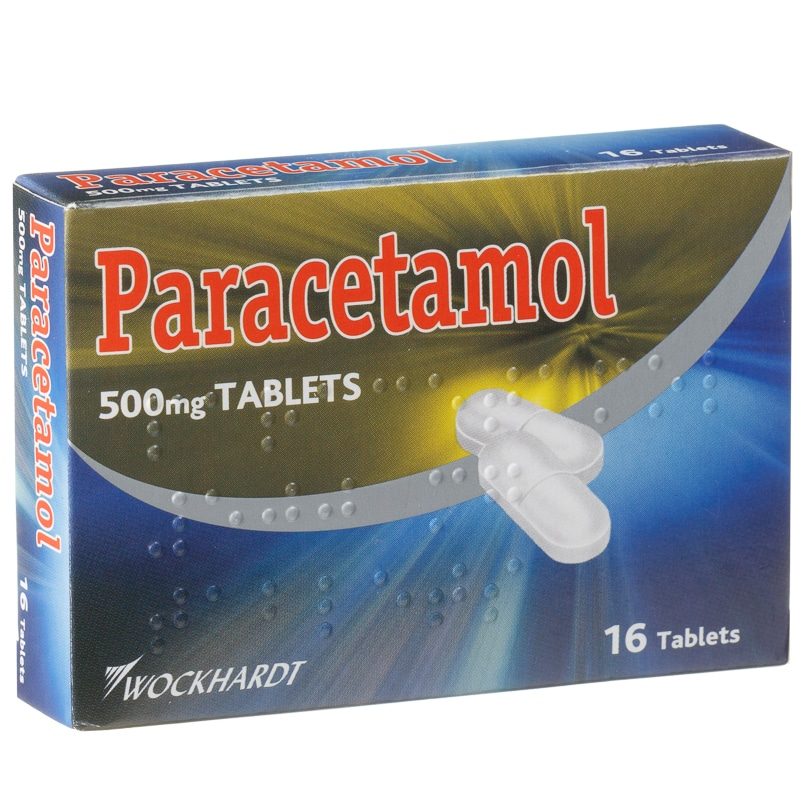 Paracetamol
500mg TABLETS
16 Tablets
Paracetamol
500mg TABLETS
16 Tablets
Paracetamol
500mg TABLETS
16 Tablets
WOCKHARDT